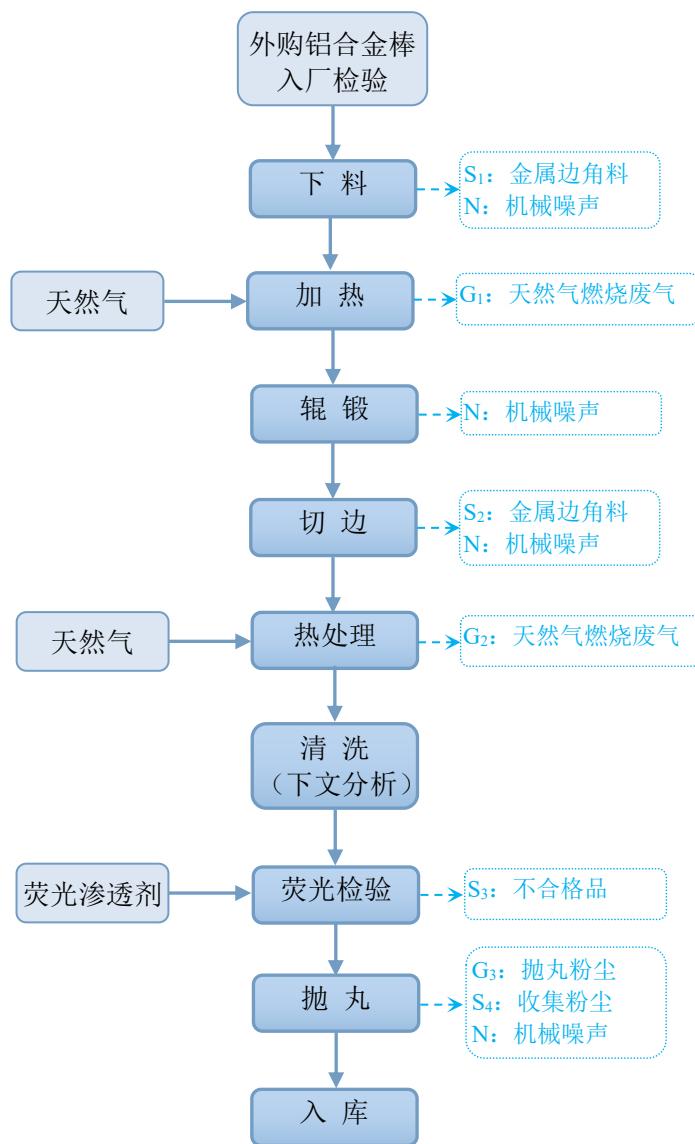 外购铝合金棒
入厂检验
下 料
S₁：金属边角料
N：机械噪声
天然气
加 热
G₁：天然气燃烧废气
辊 锻
N：机械噪声
切 边
S₂：金属边角料
N：机械噪声
天然气
热处理
G₂：天然气燃烧废气
清 洗
（下文分析）
荧光渗透剂
荧光检验
S₃：不合格品
抛 丸
G₃：抛丸粉尘
S₄：收集粉尘
N：机械噪声
入 库